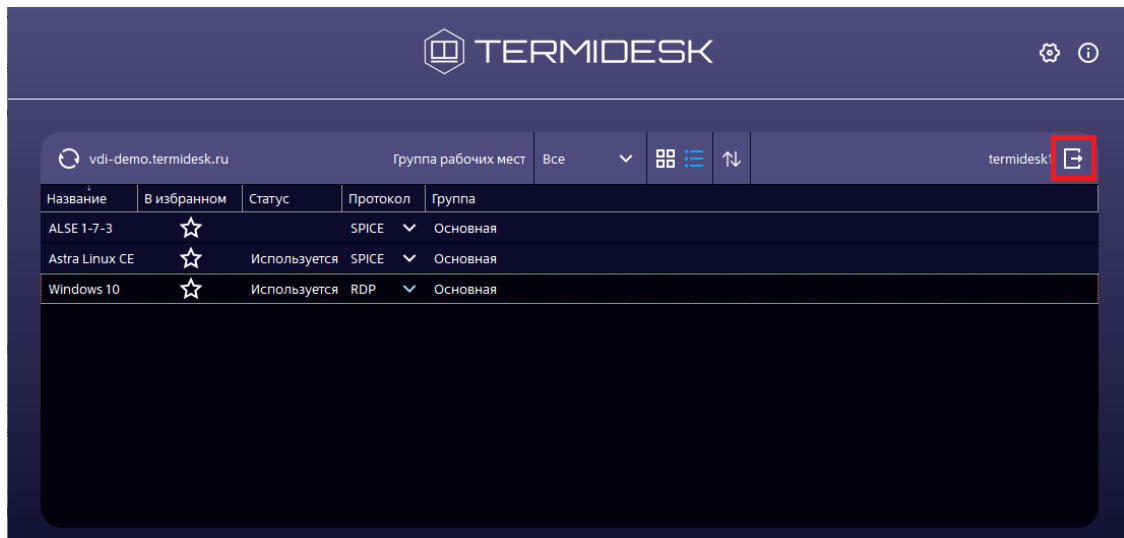 TERMIDESK
vdi-demo.termidesk.ru Группа рабочих мест Все termidesk1
Название В избранном Статус Протокол Группа
ALSE 1-7-3 SPICE Основная
Astra Linux CE Используется SPICE Основная
Windows 10 Используется RDP Основная